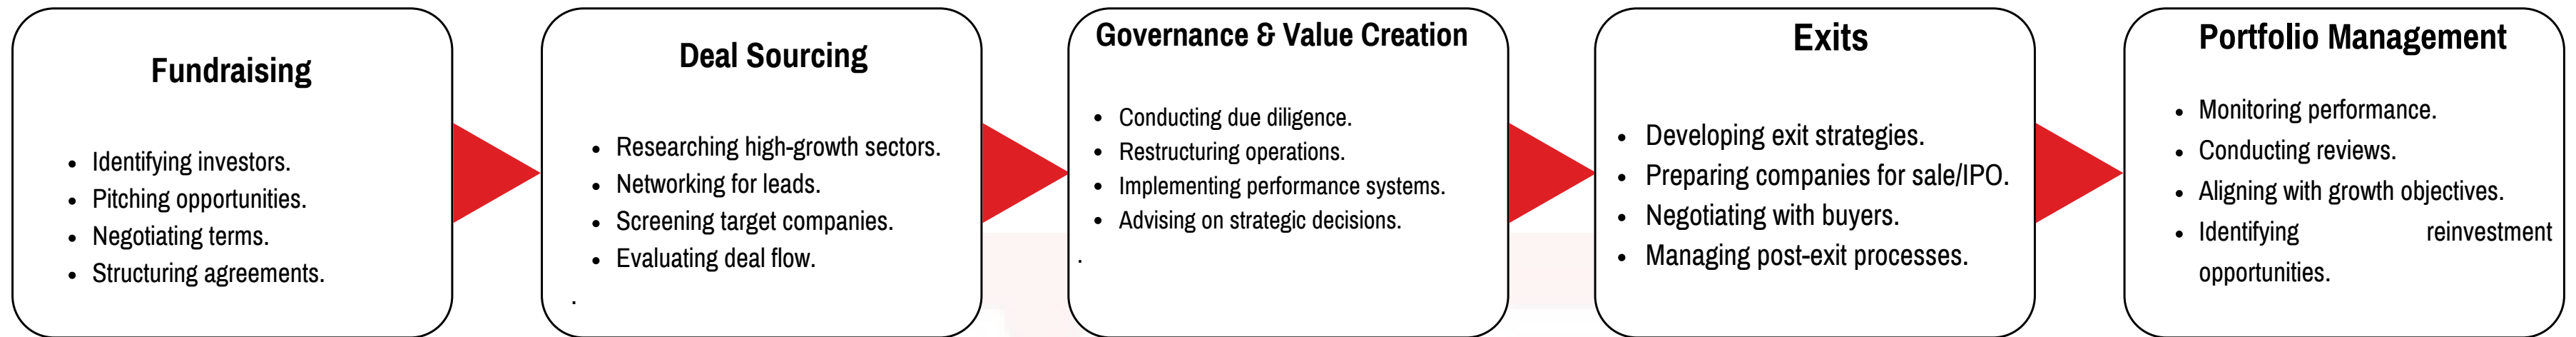 Fundraising
• Identifying investors.
• Pitching opportunities.
• Negotiating terms.
• Structuring agreements.
Deal Sourcing
• Researching high-growth sectors.
• Networking for leads.
• Screening target companies.
• Evaluating deal flow.
.
Governance & Value Creation
• Conducting due diligence.
• Restructuring operations.
• Implementing performance systems.
• Advising on strategic decisions.
.
Exits
• Developing exit strategies.
• Preparing companies for sale/IPO.
• Negotiating with buyers.
• Managing post-exit processes.
Portfolio Management
• Monitoring performance.
• Conducting reviews.
• Aligning with growth objectives.
• Identifying reinvestment
opportunities.